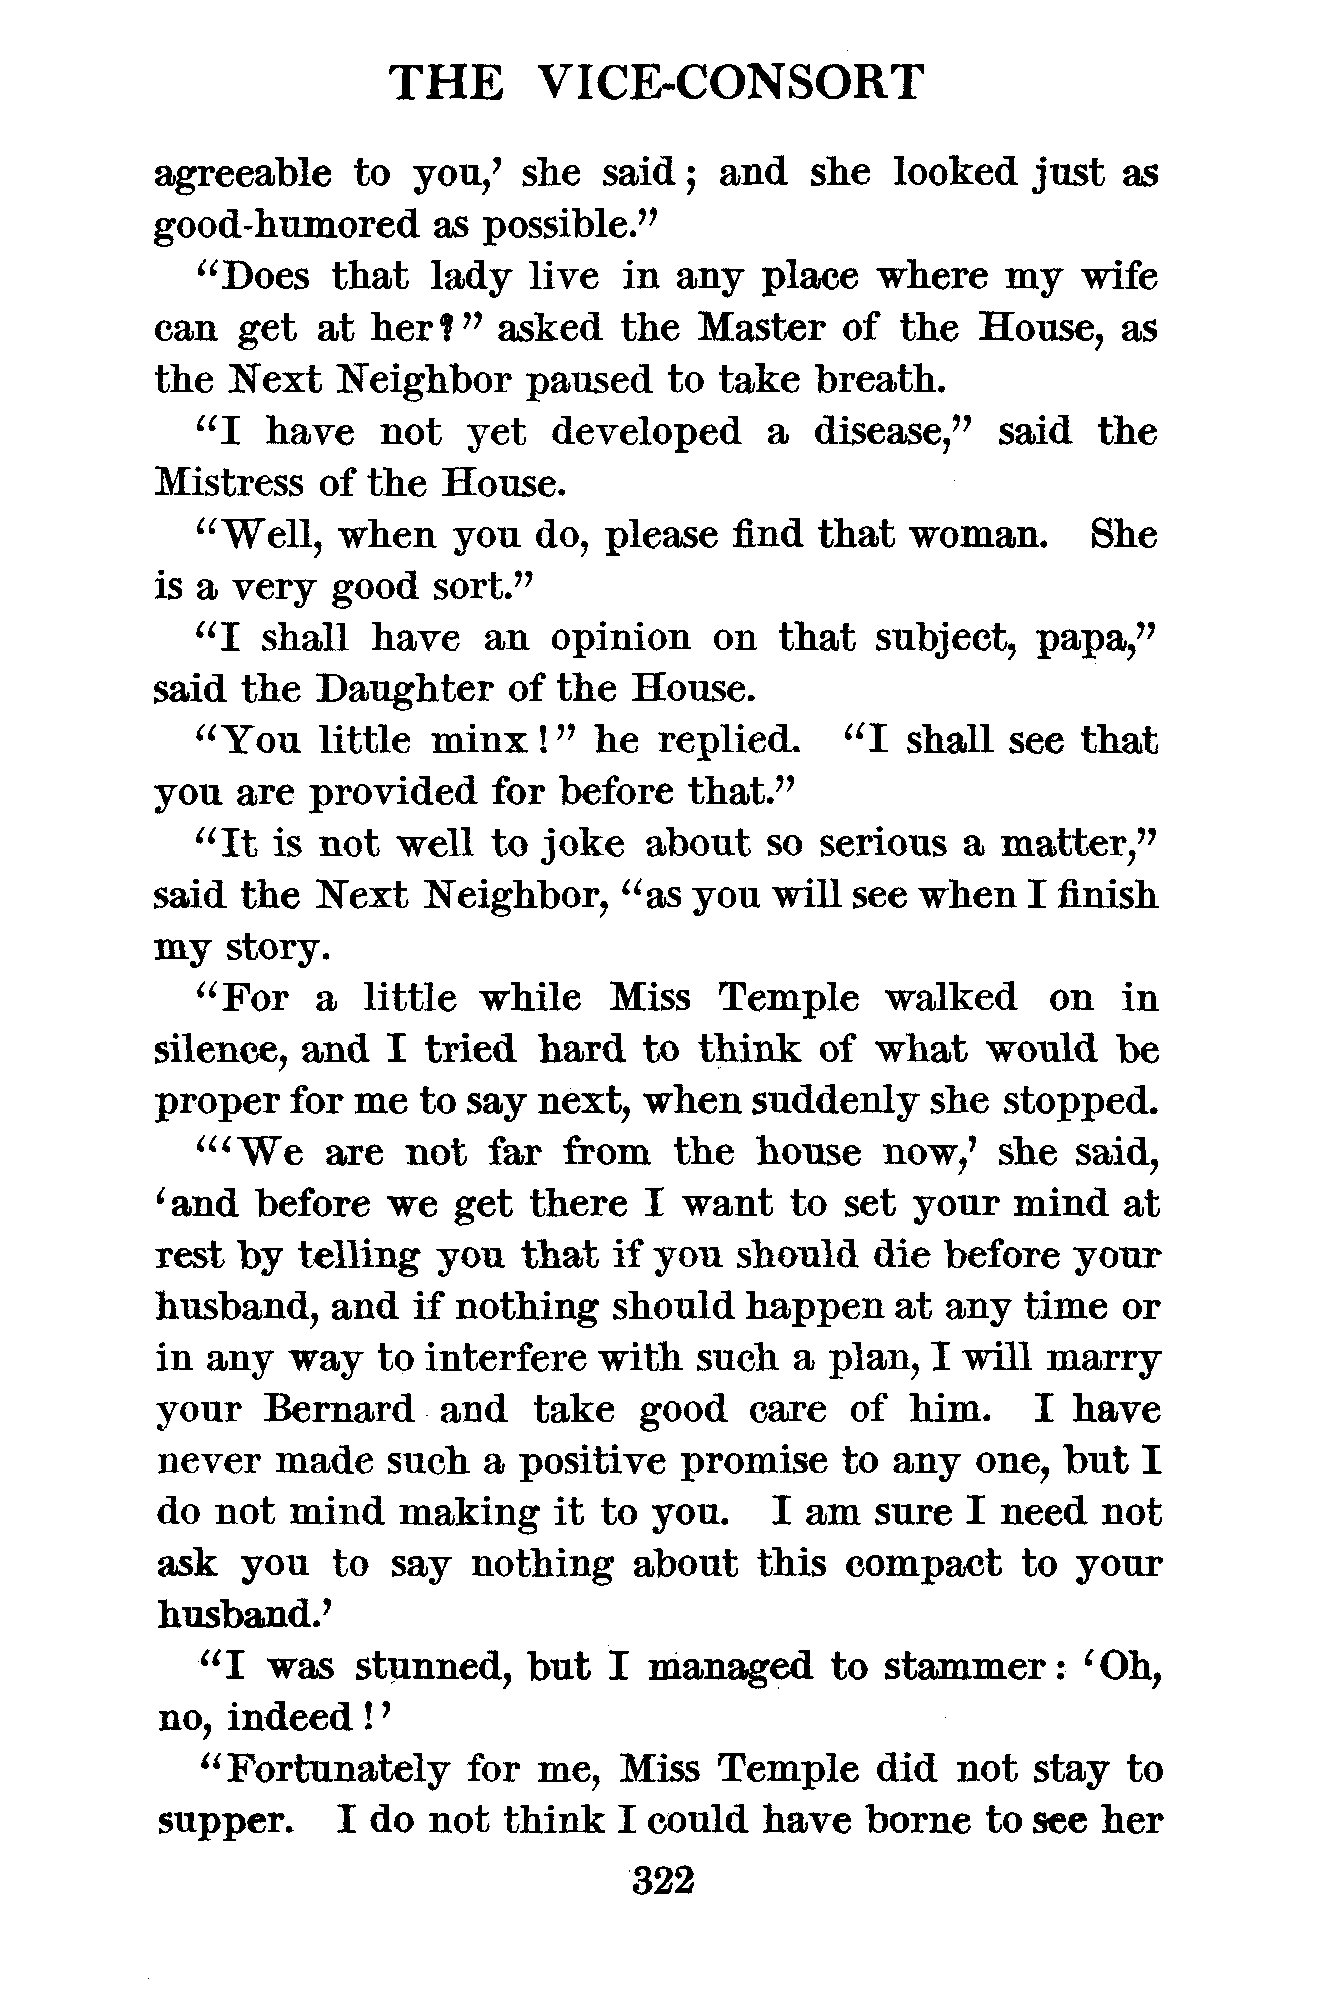 THE VICE-CONSORT
agreeable to you,’ she said; and she looked just as
good-humored as possible.”
“Does that lady live in any place where my wife
can get at her?” asked the Master of the House, as
the Next Neighbor paused to take breath.
“I have not yet developed a disease,” said the
Mistress of the House.
“Well, when you do, please find that woman. She
is a very good sort.”
“I shall have an opinion on that subject, papa,”
said the Daughter of the House.
“You little minx!” he replied. “I shall see that
you are provided for before that.”
“It is not well to joke about so serious a matter,”
said the Next Neighbor, “as you will see when I finish
my story.
“For a little while Miss Temple walked on in
silence, and I tried hard to think of what would be
proper for me to say next, when suddenly she stopped.
“‘We are not far from the house now,’ she said,
‘and before we get there I want to set your mind at
rest by telling you that if you should die before your
husband, and if nothing should happen at any time or
in any way to interfere with such a plan, I will marry
your Bernard and take good care of him. I have
never made such a positive promise to any one, but I
do not mind making it to you. I am sure I need not
ask you to say nothing about this compact to your
husband.’
“I was stunned, but I managed to stammer: ‘Oh,
no, indeed!’
“Fortunately for me, Miss Temple did not stay to
supper. I do not think I could have borne to see her
322